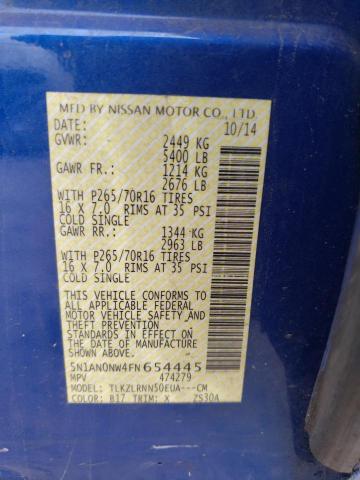 MFD BY NISSAN MOTOR CO., LTD.
DATE: 10/14
GVWR: 2449 KG
5400 LB
GAWR FR.: 1214 KG
2676 LB
WITH P265/70R16 TIRES
16 X 7.0 RIMS AT 35 PSI
COLD SINGLE
GAWR RR.: 1344 KG
2963 LB
WITH P265/70R16 TIRES
16 X 7.0 RIMS AT 35 PSI
COLD SINGLE
THIS VEHICLE CONFORMS TO
ALL APPLICABLE FEDERAL
MOTOR VEHICLE SAFETY
STANDARDS IN EFFECT ON THE
DATE OF MANUFACTURE
SHOWN ABOVE.
5N1AN0NW4FN654445
MPV 474279
MODEL: TLKZLRNN50EUA---CM
COLOR: B17 TRIM: X ZS30A